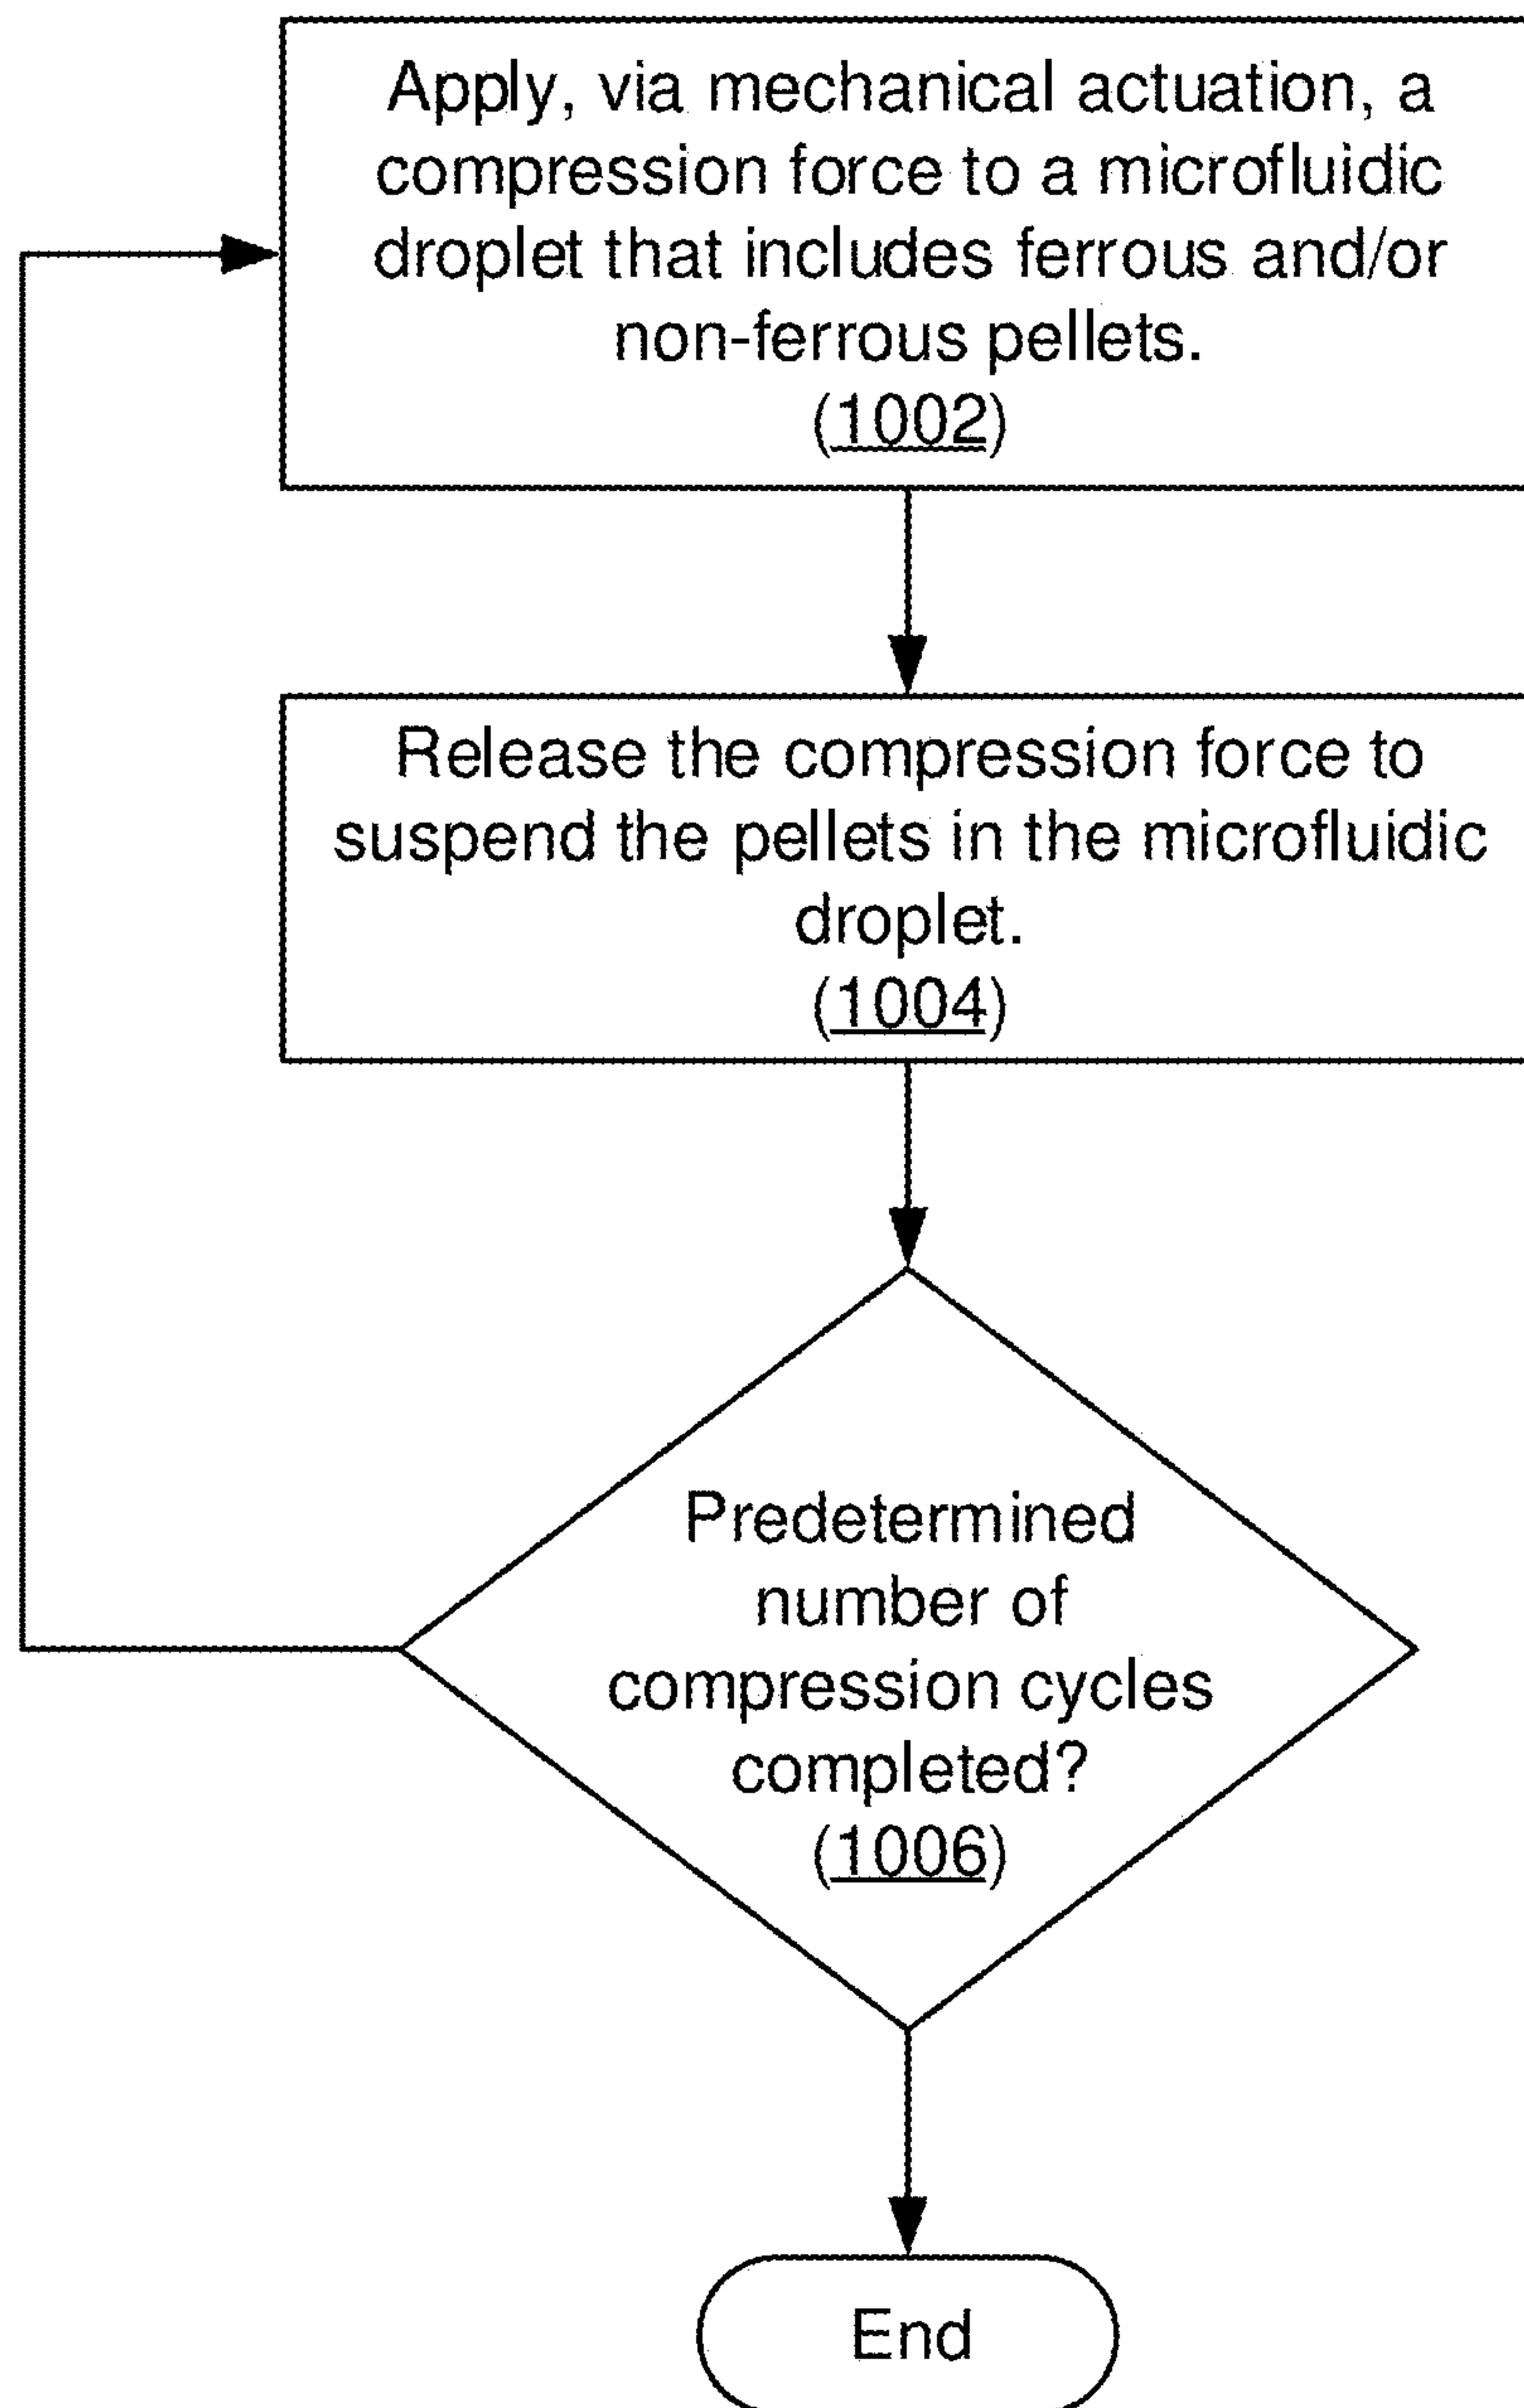 Apply, via mechanical actuation, a
compression force to a microfluidic
droplet that includes ferrous and/or
non-ferrous pellets.
(1002)
Release the compression force to
suspend the pellets in the microfluidic
droplet.
(1004)
Predetermined
number of
compression cycles
completed?
(1006)
End